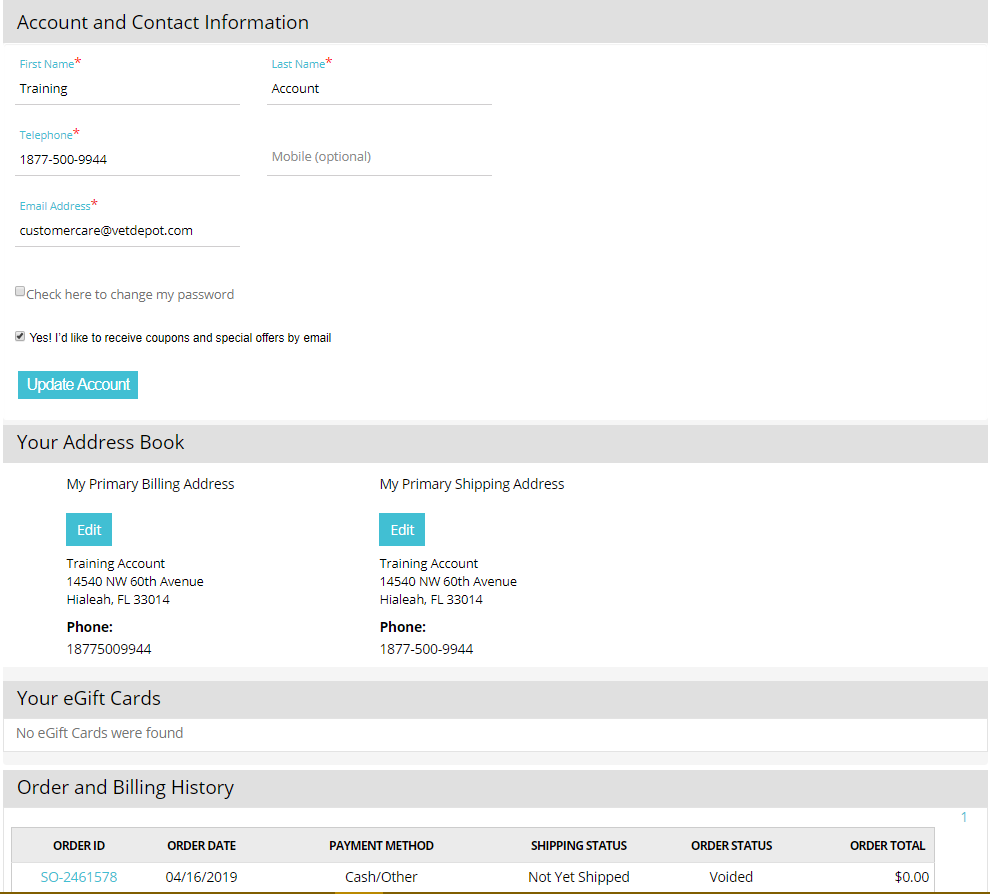 Account and Contact Information
First Name* Last Name*
Training Account
Telephone*
1877-500-9944 Mobile (optional)
Email Address*
customercare@vetdepot.com
Check here to change my password
Yes! I'd like to receive coupons and special offers by email
Update Account
Your Address Book
My Primary Billing Address My Primary Shipping Address
Edit Edit
Training Account Training Account
14540 NW 60th Avenue 14540 NW 60th Avenue
Hialeah, FL 33014 Hialeah, FL 33014
Phone: Phone:
18775009944 1877-500-9944
Your eGift Cards
No eGift Cards were found
Order and Billing History
1
ORDER ID ORDER DATE PAYMENT METHOD SHIPPING STATUS ORDER STATUS ORDER TOTAL
SO-2461578 04/16/2019 Cash/Other Not Yet Shipped Voided $0.00